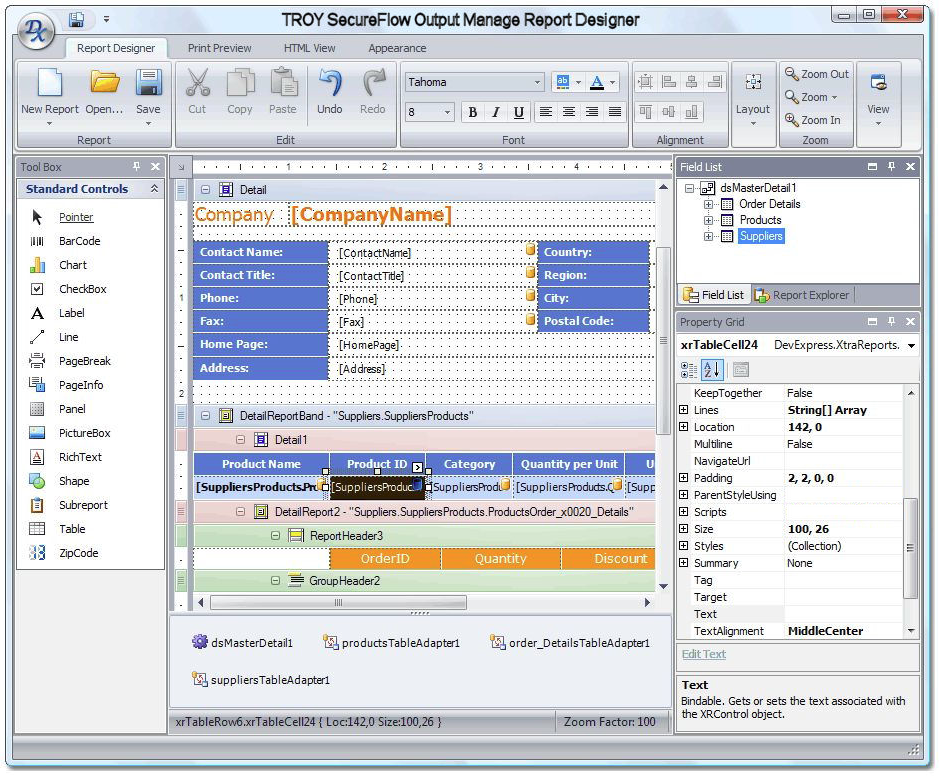 TROY SecureFlow Output Manage Report Designer
Report Designer Print Preview HTML View Appearance
New Report Open... Save Cut Copy Paste Undo Redo
Tahoma
8 B I U
Layout
Zoom Out
Zoom
Zoom In
View
Report Edit Font Alignment Zoom
Tool Box
Standard Controls
Pointer
BarCode
Chart
CheckBox
Label
Line
PageBreak
PageInfo
Panel
PictureBox
RichText
Shape
Subreport
Table
ZipCode
1 2 3 4
1
2
Detail
Company [CompanyName]
Contact Name: [ContactName] Country:
Contact Title: [ContactTitle] Region:
Phone: [Phone] City:
Fax: [Fax] Postal Code:
Home Page: [HomePage]
Address: [Address]
DetailReportBand - "Suppliers.SuppliersProducts"
Detail1
Product Name Product ID Category Quantity per Unit U
[SuppliersProducts.Pr [SuppliersProduc [SuppliersProdu [SuppliersProducts.Q [Supp
DetailReport2 - "Suppliers.SuppliersProducts.ProductsOrder_x0020_Details"
ReportHeader3
OrderID Quantity Discount
GroupHeader2
dsMasterDetail1 productsTableAdapter1 order_DetailsTableAdapter1
suppliersTableAdapter1
xrTableRow6.xrTableCell24 { Loc:142,0 Size:100,26 } Zoom Factor: 100
Field List
dsMasterDetail1
Order Details
Products
Suppliers
Field List Report Explorer
Property Grid
xrTableCell24 DevExpress.XtraReports.
KeepTogether False
Lines String[] Array
Location 142, 0
Multiline False
NavigateUrl
Padding 2, 2, 0, 0
ParentStyleUsing
Scripts
Size 100, 26
Styles (Collection)
Summary None
Tag
Target
Text
TextAlignment MiddleCenter
Edit Text
Text
Bindable. Gets or sets the text associated with
the XRControl object.